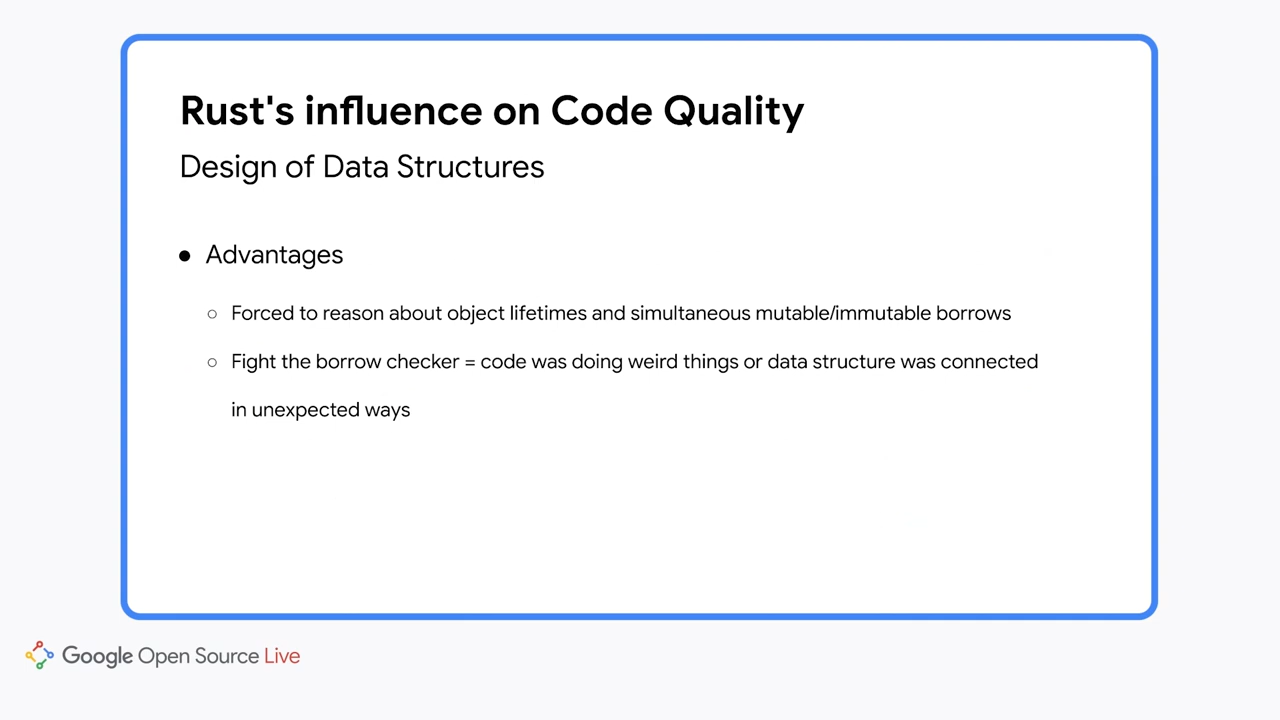 Rust's influence on Code Quality
Design of Data Structures
● Advantages
○ Forced to reason about object lifetimes and simultaneous mutable/immutable borrows
○ Fight the borrow checker = code was doing weird things or data structure was connected
in unexpected ways
Google Open Source Live